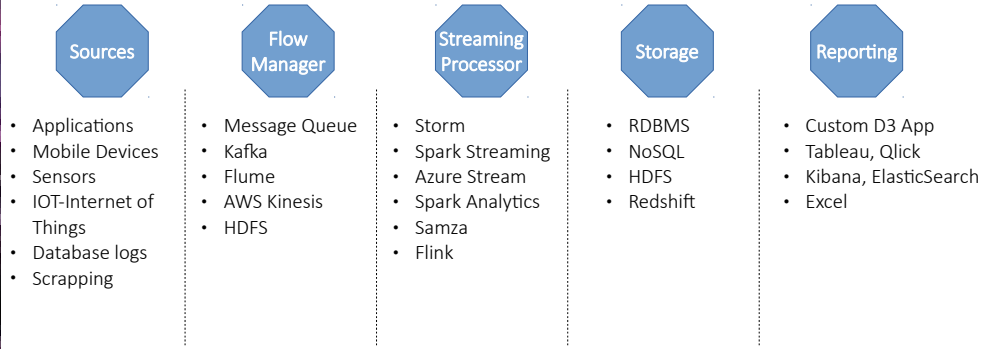 Sources
Applications
Mobile Devices
Sensors
IOT-Internet of
Things
Database logs
Scrapping
Flow
Manager
Message Queue
Kafka
Flume
AWS Kinesis
HDFS
Streaming
Processor
Storm
Spark Streaming
Azure Stream
Spark Analytics
Samza
Flink
Storage
RDBMS
NoSQL
HDFS
Redshift
Reporting
Custom D3 App
Tableau, Qlick
Kibana, ElasticSearch
Excel